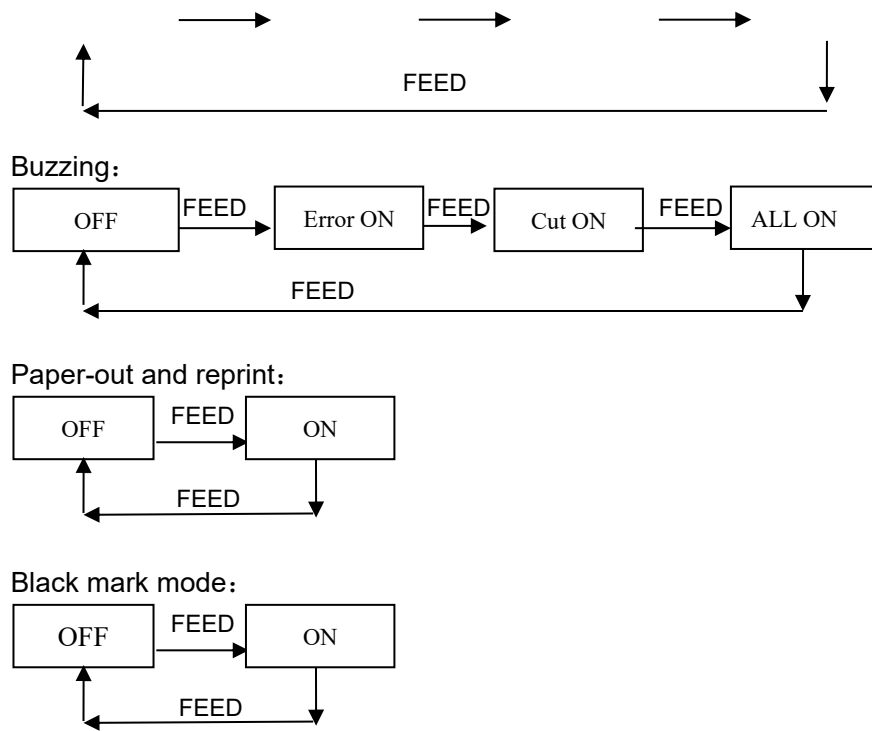 FEED
Buzzing：
OFF FEED Error ON FEED Cut ON FEED ALL ON
FEED
Paper-out and reprint：
OFF FEED ON
FEED
Black mark mode：
OFF FEED ON
FEED